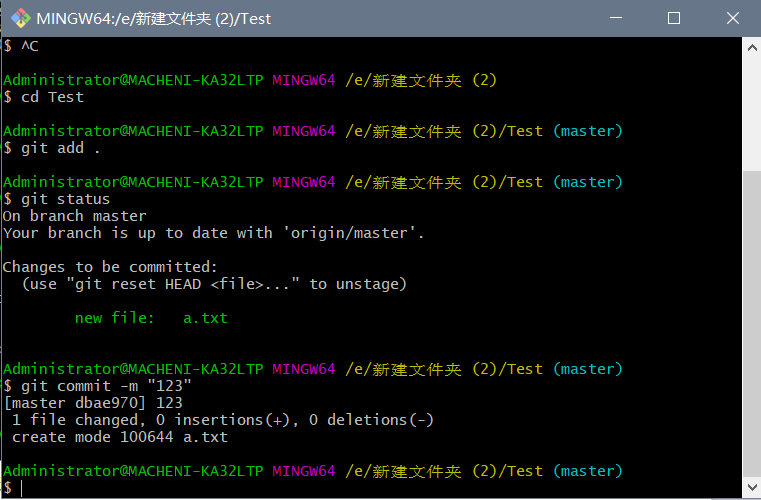 MINGW64:/e/新建文件夹 (2)/Test
$ ^C
Administrator@MACHENI-KA32LTP MINGW64 /e/新建文件夹 (2)
$ cd Test
Administrator@MACHENI-KA32LTP MINGW64 /e/新建文件夹 (2)/Test (master)
$ git add .
Administrator@MACHENI-KA32LTP MINGW64 /e/新建文件夹 (2)/Test (master)
$ git status
On branch master
Your branch is up to date with 'origin/master'.
Changes to be committed:
  (use "git reset HEAD <file>..." to unstage)
        new file:   a.txt
Administrator@MACHENI-KA32LTP MINGW64 /e/新建文件夹 (2)/Test (master)
$ git commit -m "123"
[master dbae970] 123
 1 file changed, 0 insertions(+), 0 deletions(-)
 create mode 100644 a.txt
Administrator@MACHENI-KA32LTP MINGW64 /e/新建文件夹 (2)/Test (master)
$